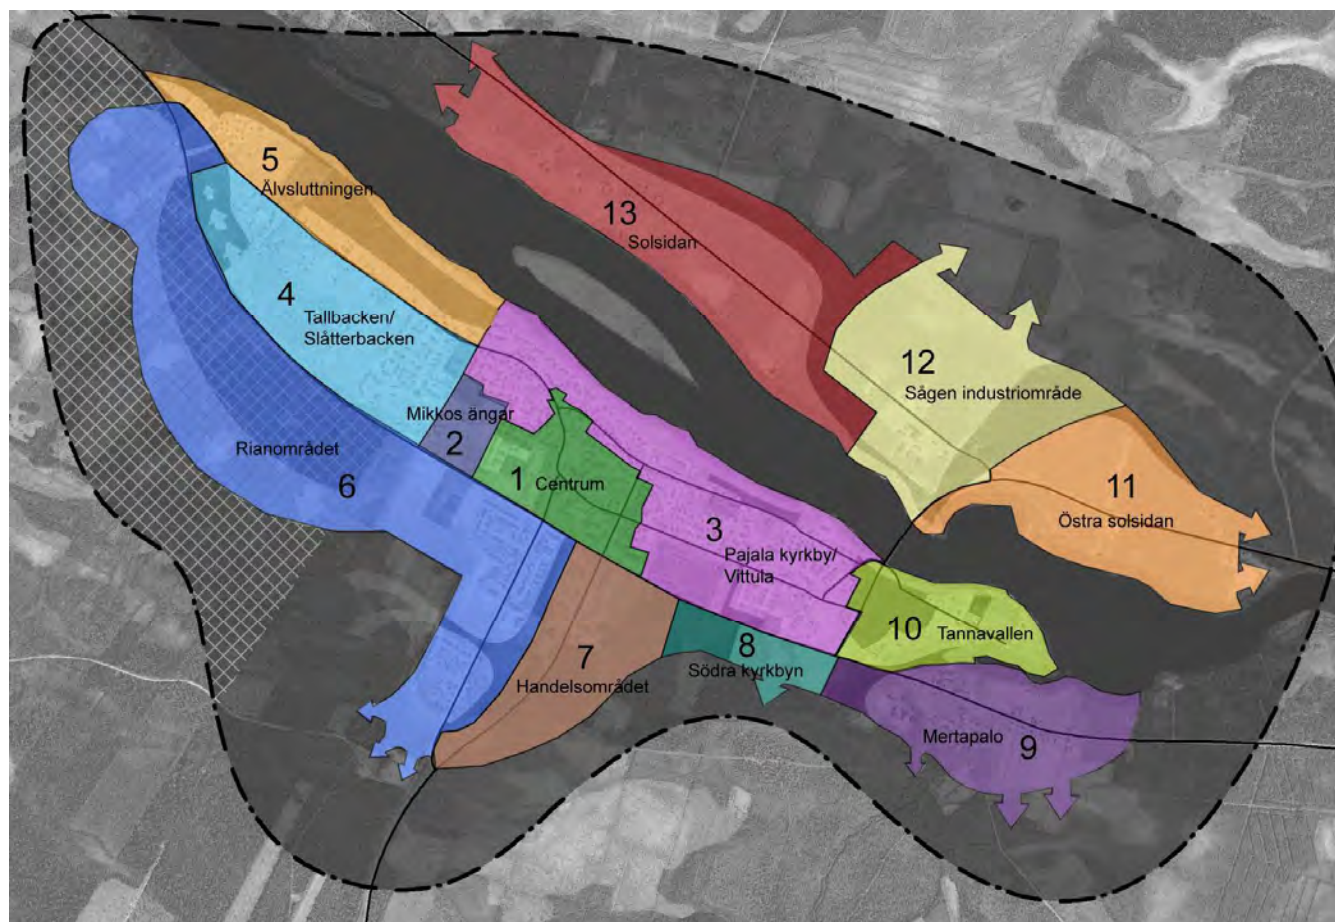 5
Älvsluttningen
13
Solsidan
4
Tallbacken/
Slåtterbacken
12
Sågen industriområde
Mikkos ängar
2
Rianområdet
6
1
Centrum
11
Östra solsidan
3
Pajala kyrkby/
Vittula
10
Tannavallen
8
Södra kyrkbyn
7
Handelsområdet
Mertapalo
9